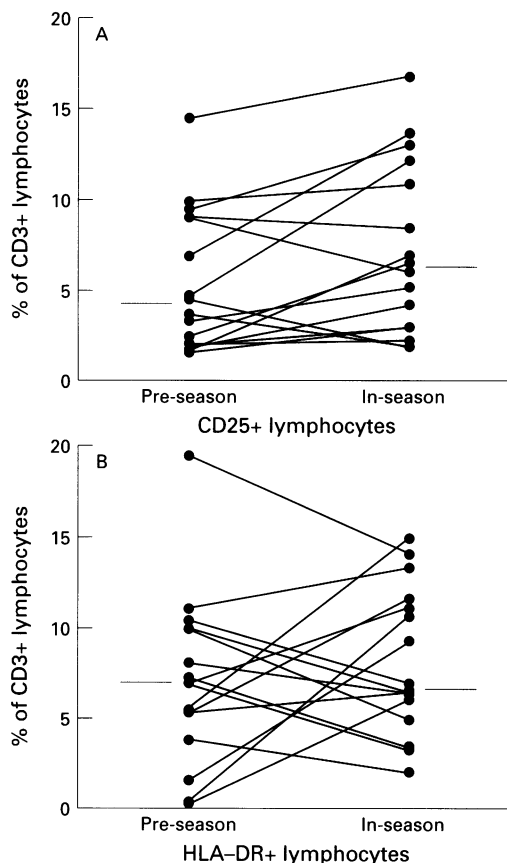 A
20
15
10
5
0
% of CD3+ lymphocytes
Pre-season In-season
CD25+ lymphocytes
B
20
15
10
5
0
% of CD3+ lymphocytes
Pre-season In-season
HLA–DR+ lymphocytes